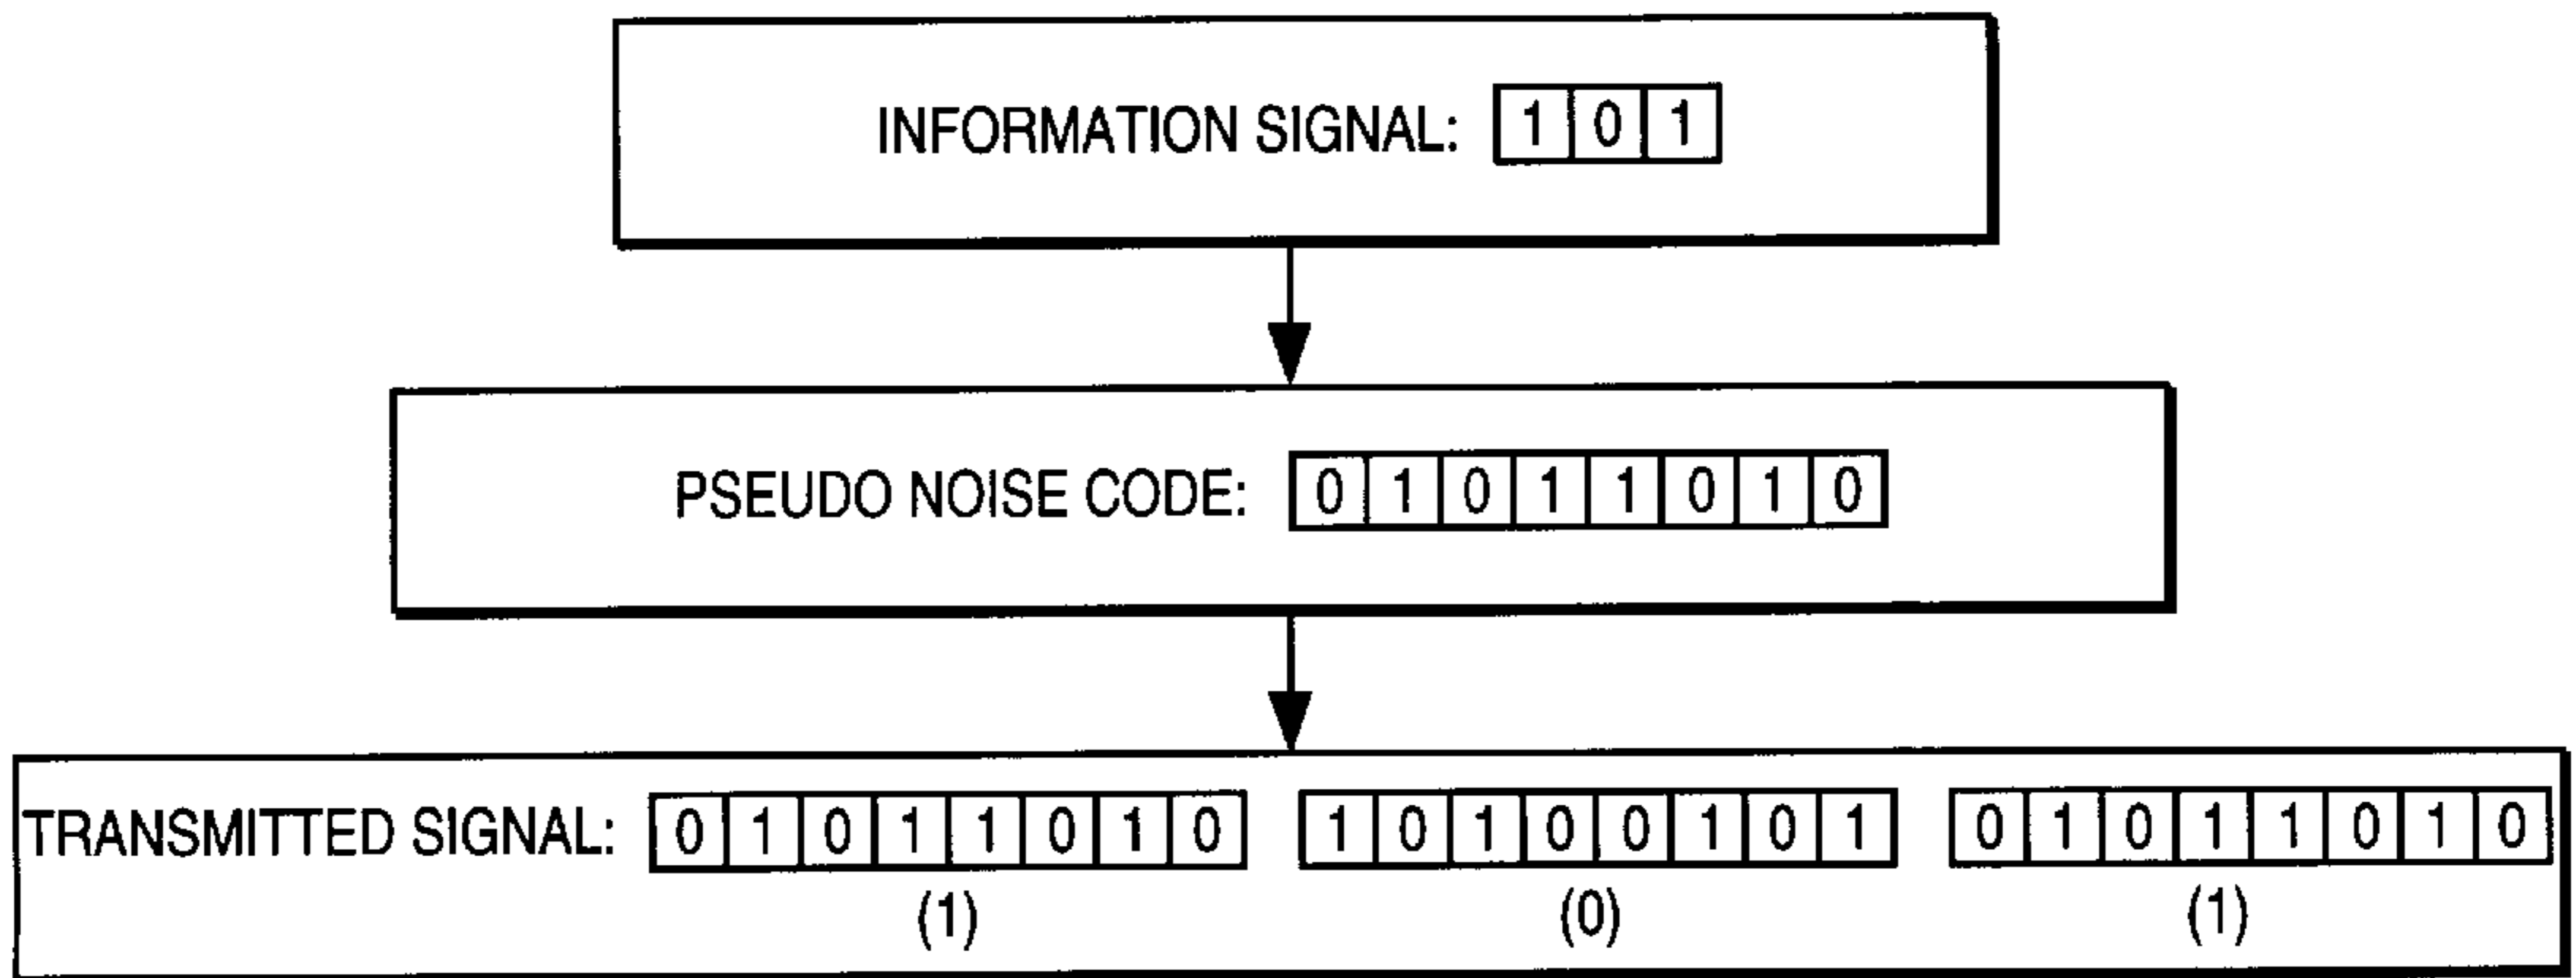 INFORMATION SIGNAL: 1 0 1
PSEUDO NOISE CODE: 0 1 0 1 1 0 1 0
TRANSMITTED SIGNAL: 0 1 0 1 1 0 1 0 1 0 1 0 0 1 0 1 0 1 0 1 1 0 1 0
(1) (0) (1)